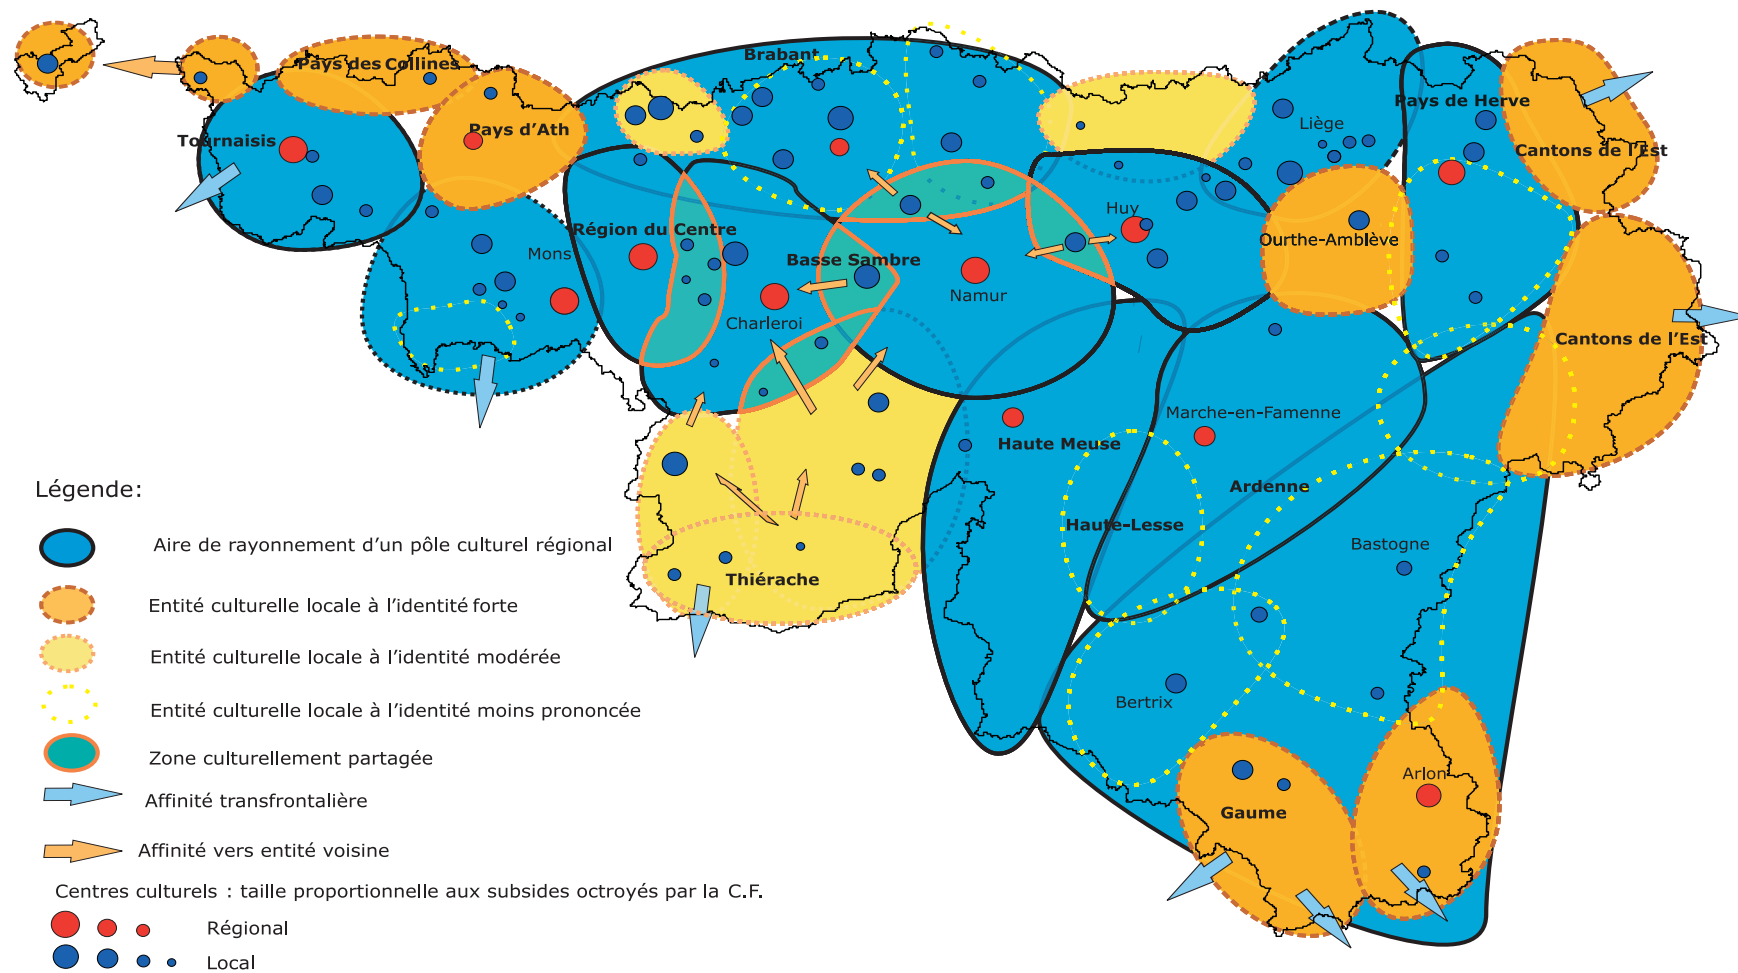 Brabant
Pays des Collines
Pays de Herve
Liège
Pays d'Ath
Tournaisis
Cantons de l'Est
Huy
Région du Centre
Ourthe-Amblève
Mons
Basse Sambre
Namur
Charleroi
Cantons de l'Est
Marche-en-Famenne
Haute Meuse
Ardenne
Haute-Lesse
Bastogne
Thiérache
Bertrix
Arlon
Gaume
Légende:
Aire de rayonnement d'un pôle culturel régional
Entité culturelle locale à l'identité forte
Entité culturelle locale à l'identité modérée
Entité culturelle locale à l'identité moins prononcée
Zone culturellement partagée
Affinité transfrontalière
Affinité vers entité voisine
Centres culturels : taille proportionnelle aux subsides octroyés par la C.F.
Régional
Local